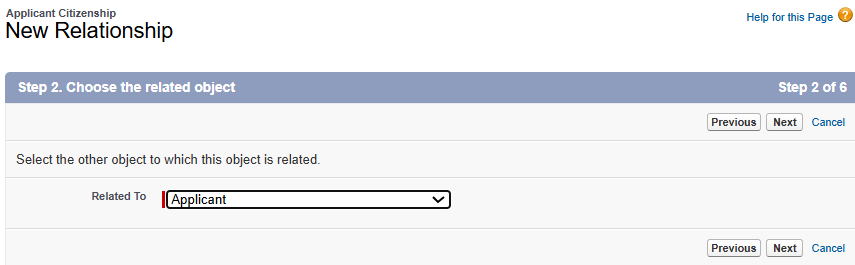 Applicant Citizenship
New Relationship
Help for this Page ?
Step 2. Choose the related object Step 2 of 6
Previous Next Cancel
Select the other object to which this object is related.
Related To Applicant
Previous Next Cancel